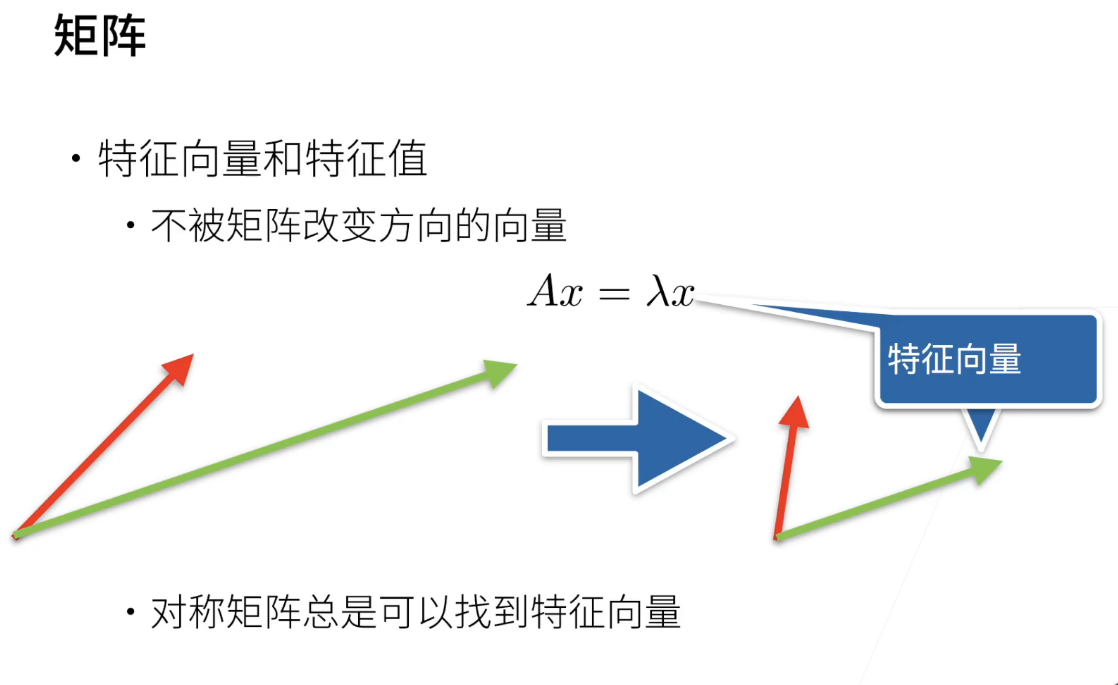 矩阵
• 特征向量和特征值
• 不被矩阵改变方向的向量
Ax = λx
特征向量
• 对称矩阵总是可以找到特征向量